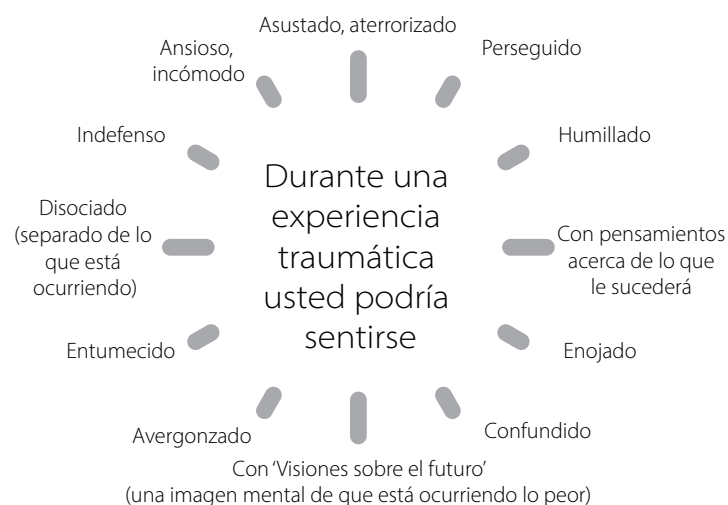 Asustado, aterrorizado
Perseguido
Humillado
Con pensamientos
acerca de lo que
le sucederá
Enojado
Confundido
Con ‘Visiones sobre el futuro’
(una imagen mental de que está ocurriendo lo peor)
Avergonzado
Entumecido
Disociado
(separado de lo
que está
ocurriendo)
Indefenso
Ansioso,
incómodo
Durante una
experiencia
traumática
usted podría
sentirse